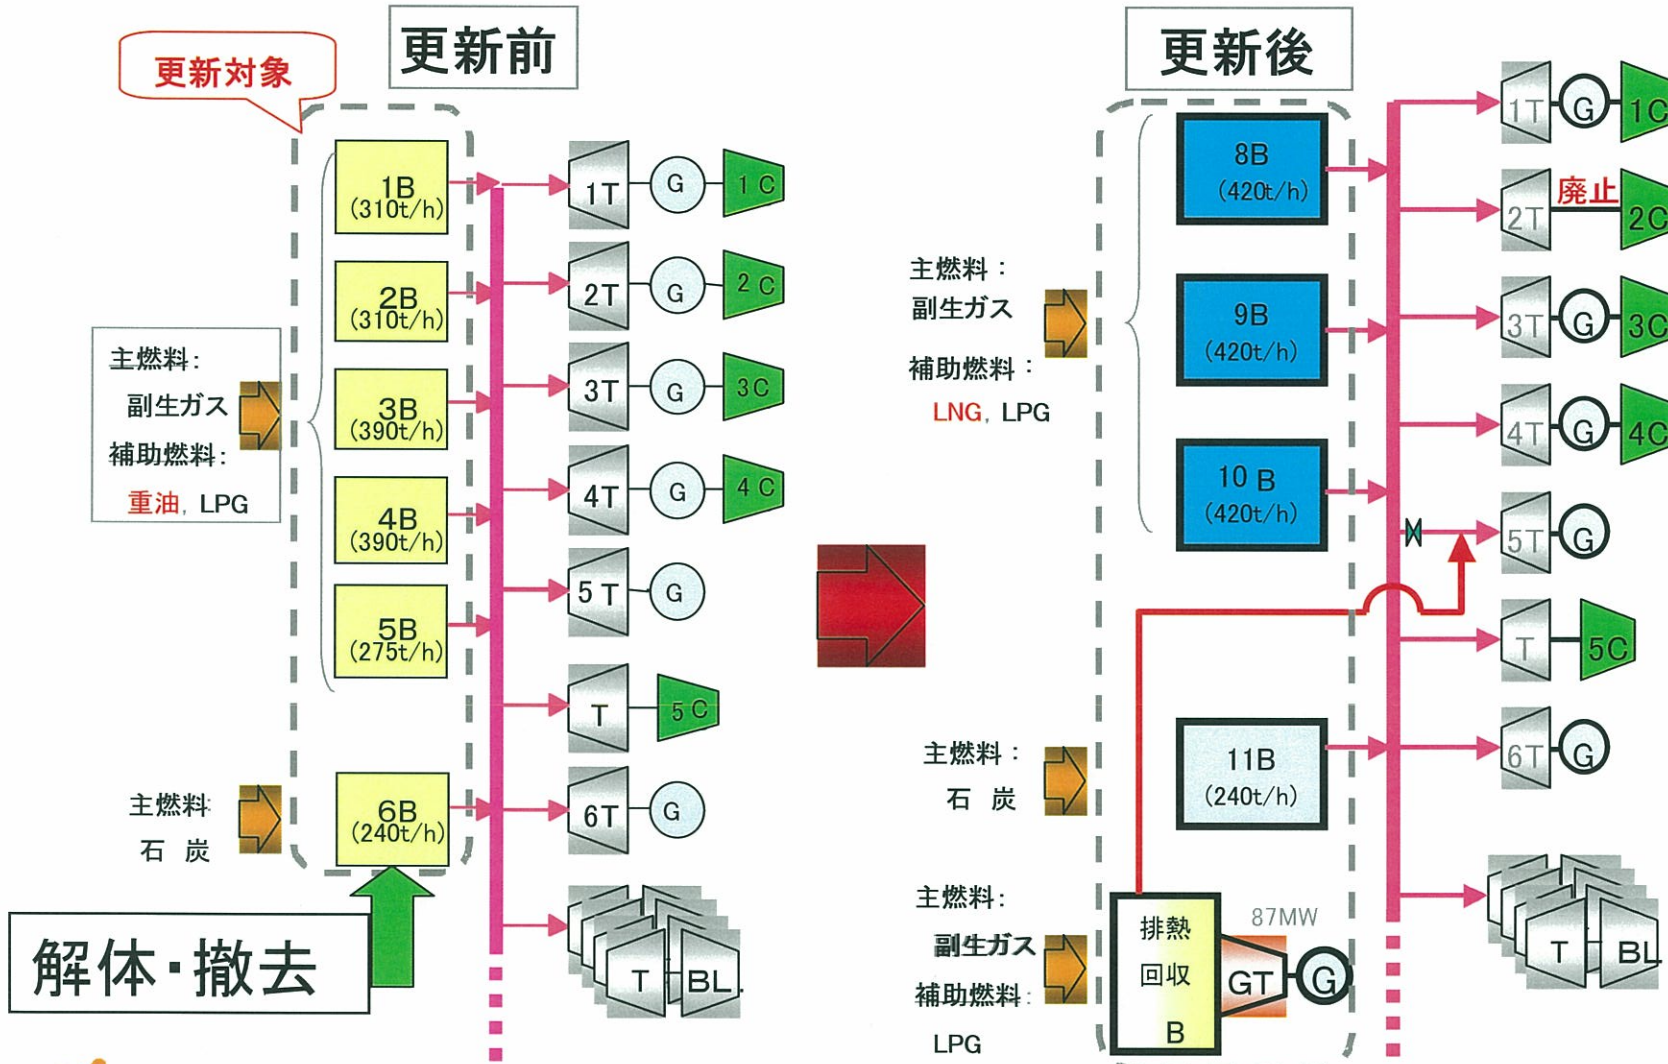 更新前
更新対象
1B
(310t/h)
2B
(310t/h)
3B
(390t/h)
4B
(390t/h)
5B
(275t/h)
6B
(240t/h)
主燃料:
副生ガス
補助燃料:
重油, LPG
主燃料:
石 炭
解体・撤去
1T
G
1C
2T
G
2C
3T
G
3C
4T
G
4C
5T
G
T
5C
6T
G
T
BL.
更新後
8B
(420t/h)
9B
(420t/h)
10 B
(420t/h)
11B
(240t/h)
主燃料:
副生ガス
補助燃料:
LNG, LPG
主燃料:
石 炭
主燃料:
副生ガス
補助燃料:
LPG
排熱
回収
B
87MW
GT
G
1T
G
1C
2T
廃止
2C
3T
G
3C
4T
G
4C
5T
G
T
5C
6T
G
T
BL